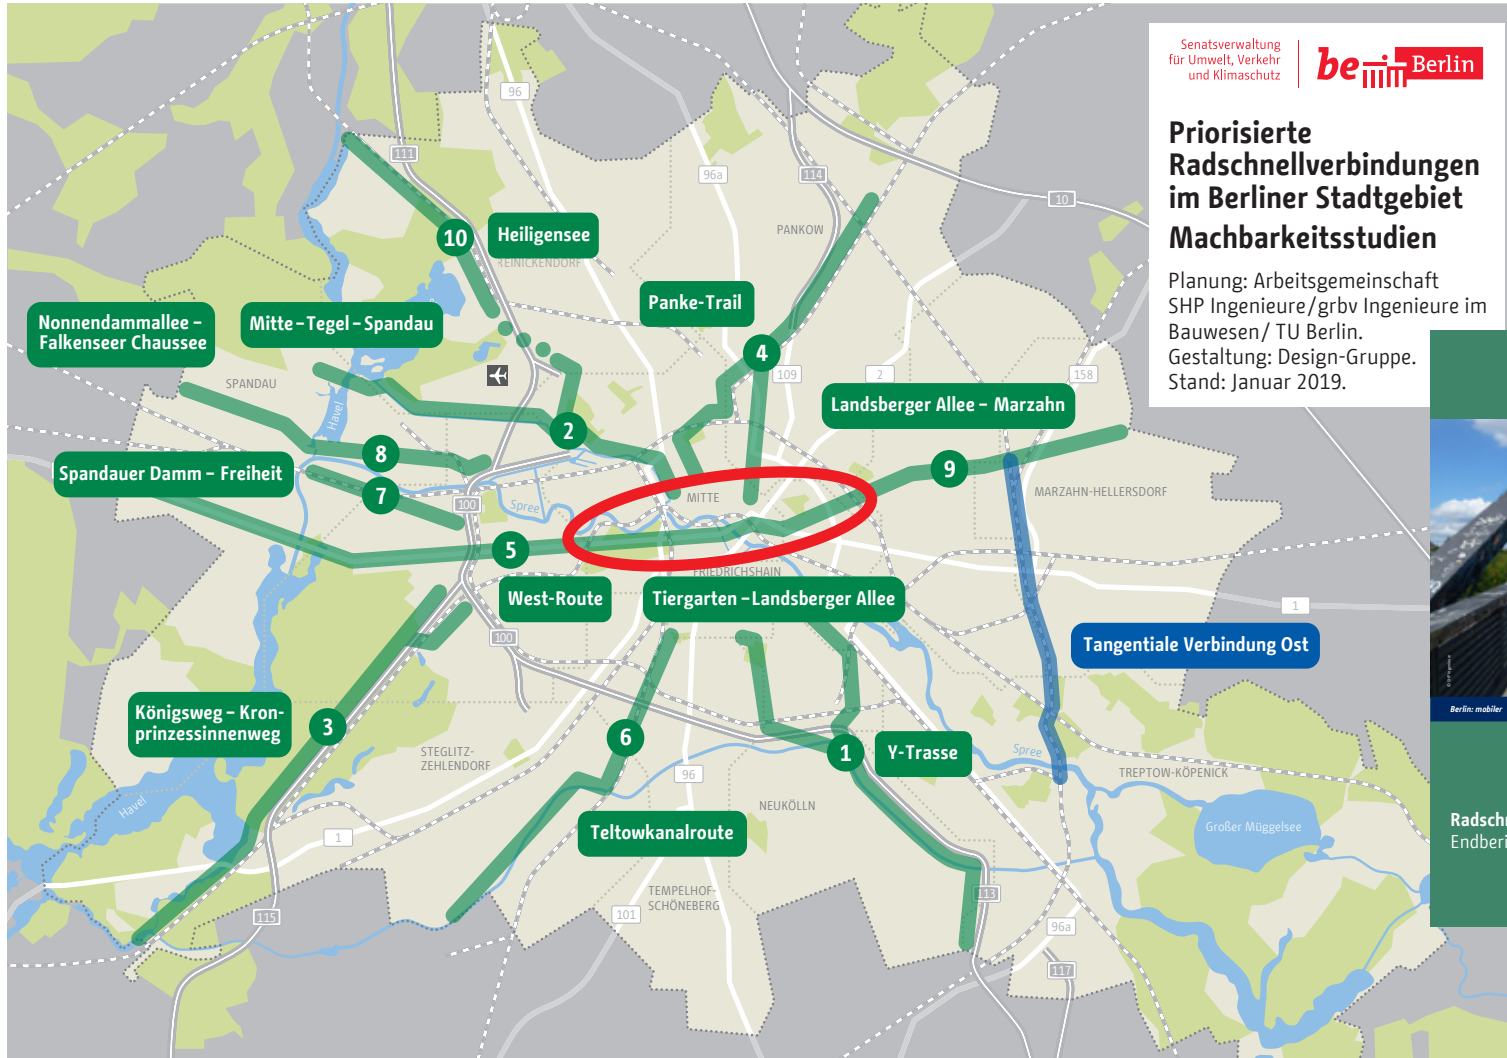 Senatsverwaltung
für Umwelt, Verkehr
und Klimaschutz
be Berlin
Priorisierte
Radschnellverbindungen
im Berliner Stadtgebiet
Machbarkeitsstudien
Planung: Arbeitsgemeinschaft
SHP Ingenieure/grbv Ingenieure im
Bauwesen/ TU Berlin.
Gestaltung: Design-Gruppe.
Stand: Januar 2019.
96
111
96a
114
10
PANKOW
10
Heiligensee
REINICKENDORF
Panke-Trail
Nonnendammallee –
Falkenseer Chaussee
Mitte – Tegel – Spandau
4
109
2
158
SPANDAU
Havel
Landsberger Allee – Marzahn
2
8
9
Spandauer Damm – Freiheit
7
MITTE
MARZAHN-HELLERSDORF
100
Spree
5
FRIEDRICHSHAIN
West-Route
Tiergarten – Landsberger Allee
1
100
Tangentiale Verbindung Ost
Königsweg – Kron-
prinzessinnenweg
3
6
1
Y-Trasse
STEGLITZ-
ZEHLENDORF
Spree
TREPTOW-KÖPENICK
96
Havel
NEUKÖLLN
Großer Müggelsee
Teltowkanalroute
1
TEMPELHOF-
SCHÖNEBERG
113
115
101
96a
117
Berlin: mobiler
Radschn
Endberi